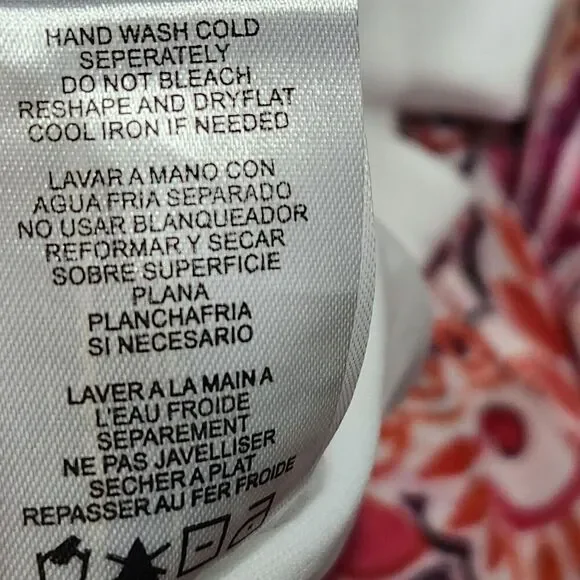 HAND WASH COLD
SEPERATELY
DO NOT BLEACH
RESHAPE AND DRYFLAT
COOL IRON IF NEEDED
LAVAR A MANO CON
AGUA FRIA SEPARADO
NO USAR BLANQUEADOR
REFORMAR Y SECAR
SOBRE SUPERFICIE
PLANA
PLANCHAFRIA
SI NECESARIO
LAVER A LA MAIN A
L'EAU FROIDE
SEPAREMENT
NE PAS JAVELLISER
SECHER A PLAT
REPASSER AU FER FROIDE